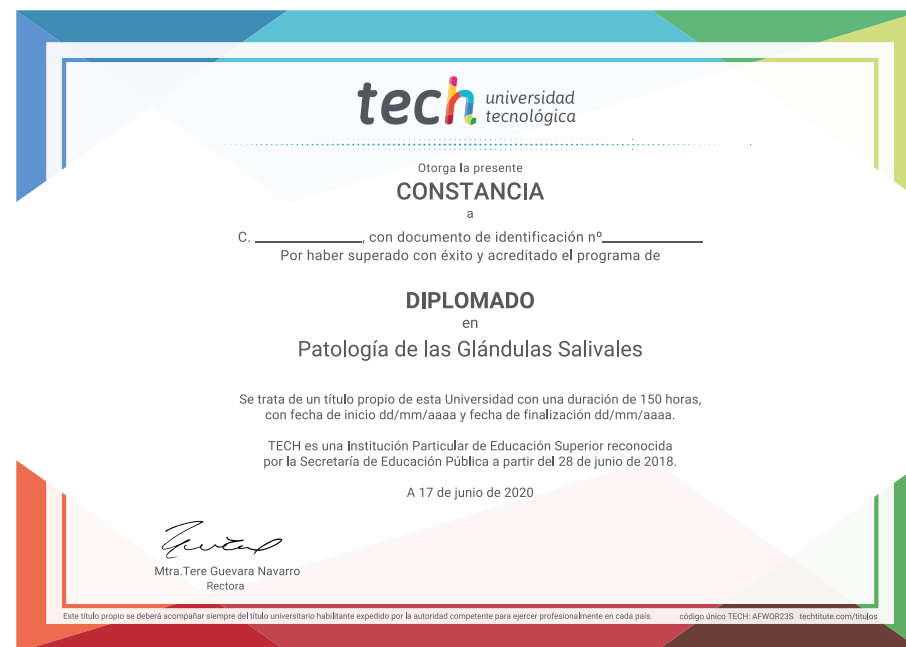 tech universidad
tecnológica
Otorga la presente
CONSTANCIA
a
C. ____________, con documento de identificación nº____________
Por haber superado con éxito y acreditado el programa de
DIPLOMADO
en
Patología de las Glándulas Salivales
Se trata de un título propio de esta Universidad con una duración de 150 horas,
con fecha de inicio dd/mm/aaaa y fecha de finalización dd/mm/aaaa.
TECH es una Institución Particular de Educación Superior reconocida
por la Secretaría de Educación Pública a partir del 28 de junio de 2018.
A 17 de junio de 2020
Mtra.Tere Guevara Navarro
Rectora
Este título propio se deberá acompañar siempre del título universitario habilitante expedido por la autoridad competente para ejercer profesionalmente en cada país. código único TECH: AFWOR23S techtitute.com/titulos